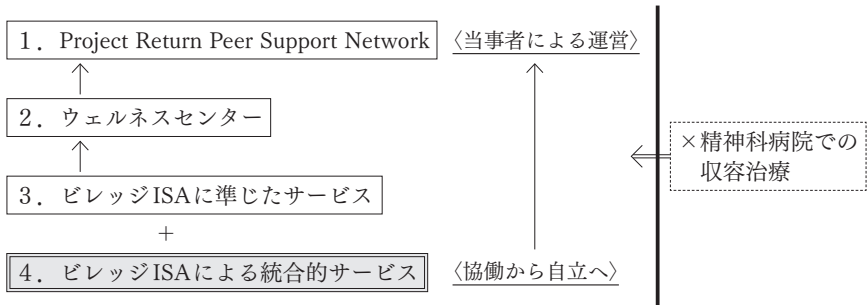 1．Project Return Peer Support Network
〈当事者による運営〉
2．ウェルネスセンター
×精神科病院での
収容治療
3．ビレッジISAに準じたサービス
+
4．ビレッジISAによる統合的サービス
〈協働から自立へ〉